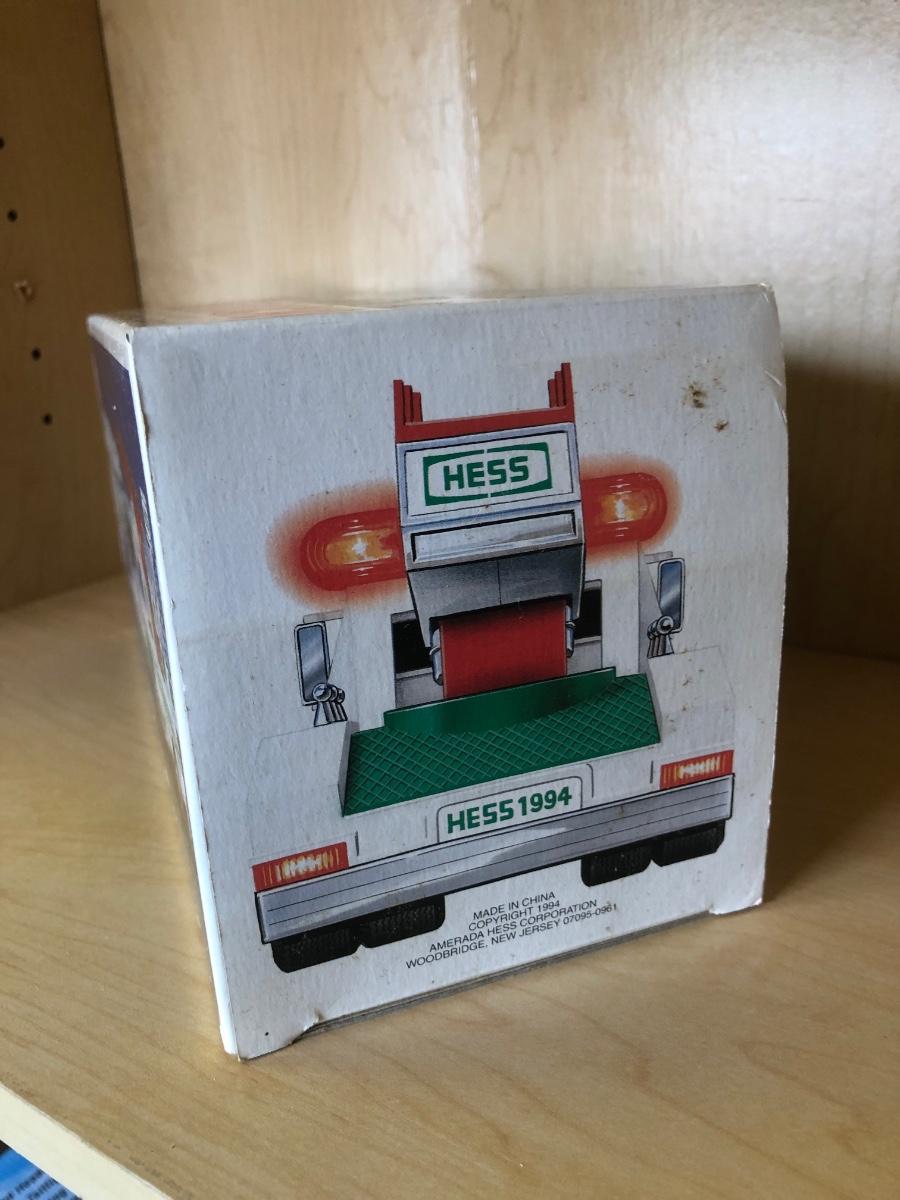 HESS
HESS 1994
MADE IN CHINA
COPYRIGHT 1994
AMERADA HESS CORPORATION
WOODBRIDGE, NEW JERSEY 07095-0961